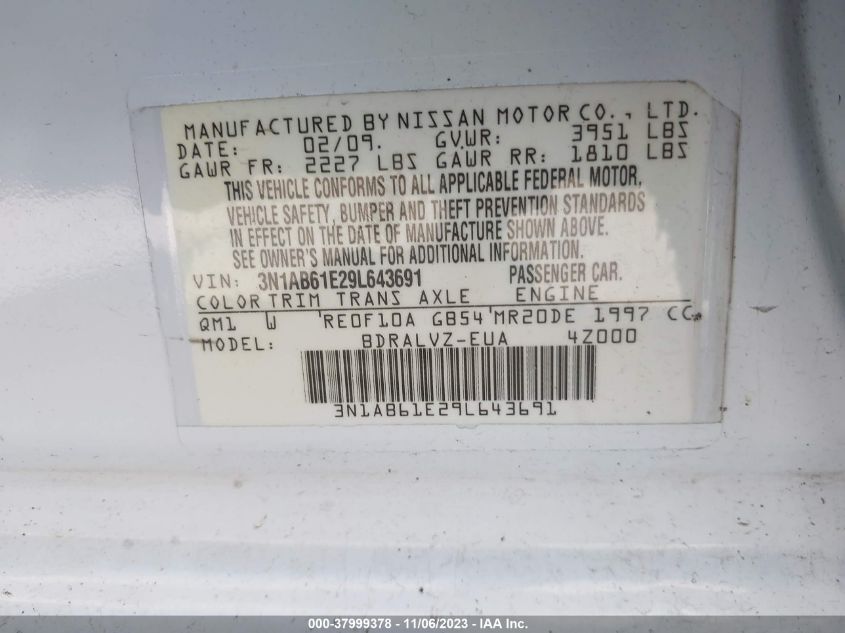 MANUFACTURED BY NISSAN MOTOR CO., LTD.
DATE: 02/09. GVWR: 3951 LBS
GAWR FR: 2227 LBS GAWR RR: 1810 LBS
THIS VEHICLE CONFORMS TO ALL APPLICABLE FEDERAL MOTOR,
VEHICLE SAFETY, BUMPER AND THEFT PREVENTION STANDARDS
IN EFFECT ON THE DATE OF MANUFACTURE SHOWN ABOVE.
SEE OWNER'S MANUAL FOR ADDITIONAL INFORMATION.
VIN: 3N1AB61E29L643691 PASSENGER CAR.
COLOR TRIM TRANS AXLE ENGINE
QM1 W RE0F10A GB54 MR20DE 1997 CC
MODEL: BDRALVZ-EUA 4Z000
3N1AB61E29L643691
000-37999378 - 11/06/2023 - IAA Inc.